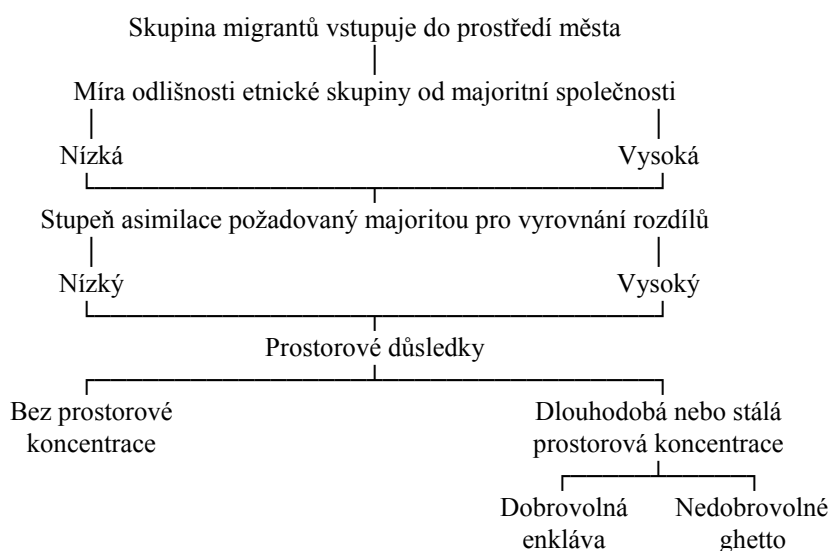 Skupina migrantů vstupuje do prostředí města
Míra odlišnosti etnické skupiny od majoritní společnosti
Nízká Vysoká
Stupeň asimilace požadovaný majoritou pro vyrovnání rozdílů
Nízký Vysoký
Prostorové důsledky
Bez prostorové Dlouhodobá nebo stálá
koncentrace prostorová koncentrace
Dobrovolná Nedobrovolné
enkláva ghetto